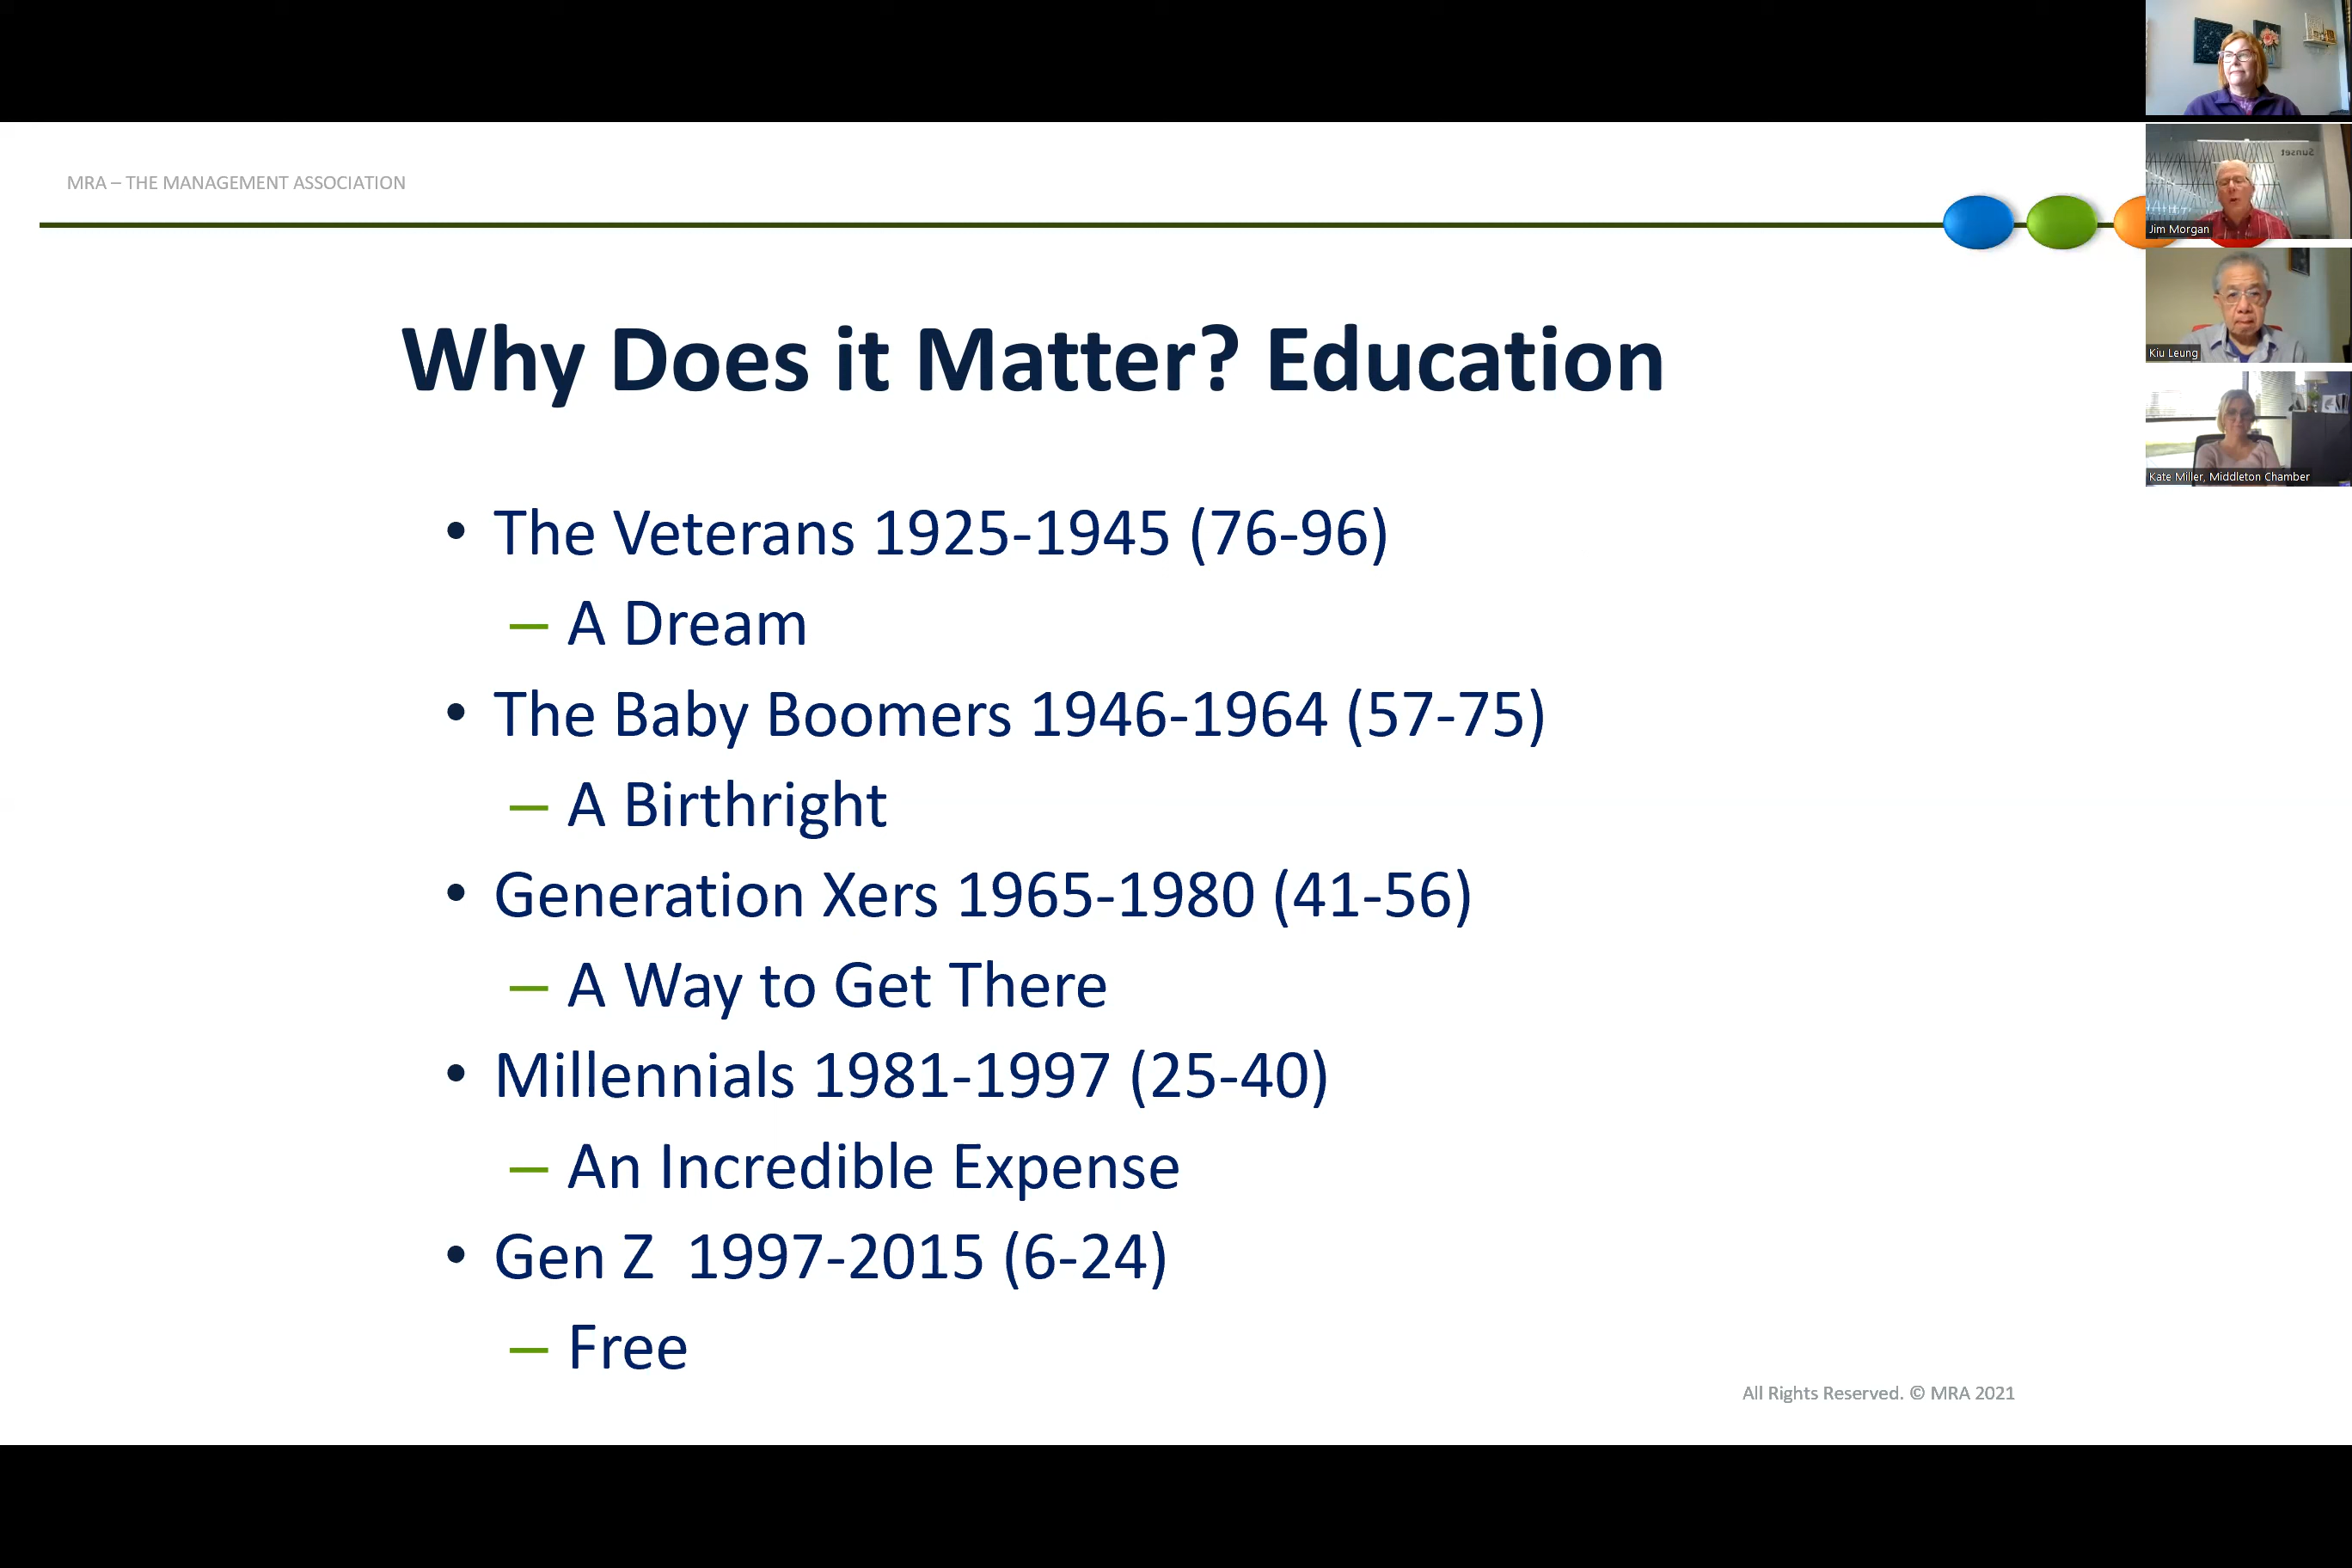 MRA – THE MANAGEMENT ASSOCIATION
Why Does it Matter? Education
• The Veterans 1925-1945 (76-96)
– A Dream
• The Baby Boomers 1946-1964 (57-75)
– A Birthright
• Generation Xers 1965-1980 (41-56)
– A Way to Get There
• Millennials 1981-1997 (25-40)
– An Incredible Expense
• Gen Z 1997-2015 (6-24)
– Free
All Rights Reserved. © MRA 2021
Sunset
Jim Morgan
Kiu Leung
Kate Miller, Middleton Chamber